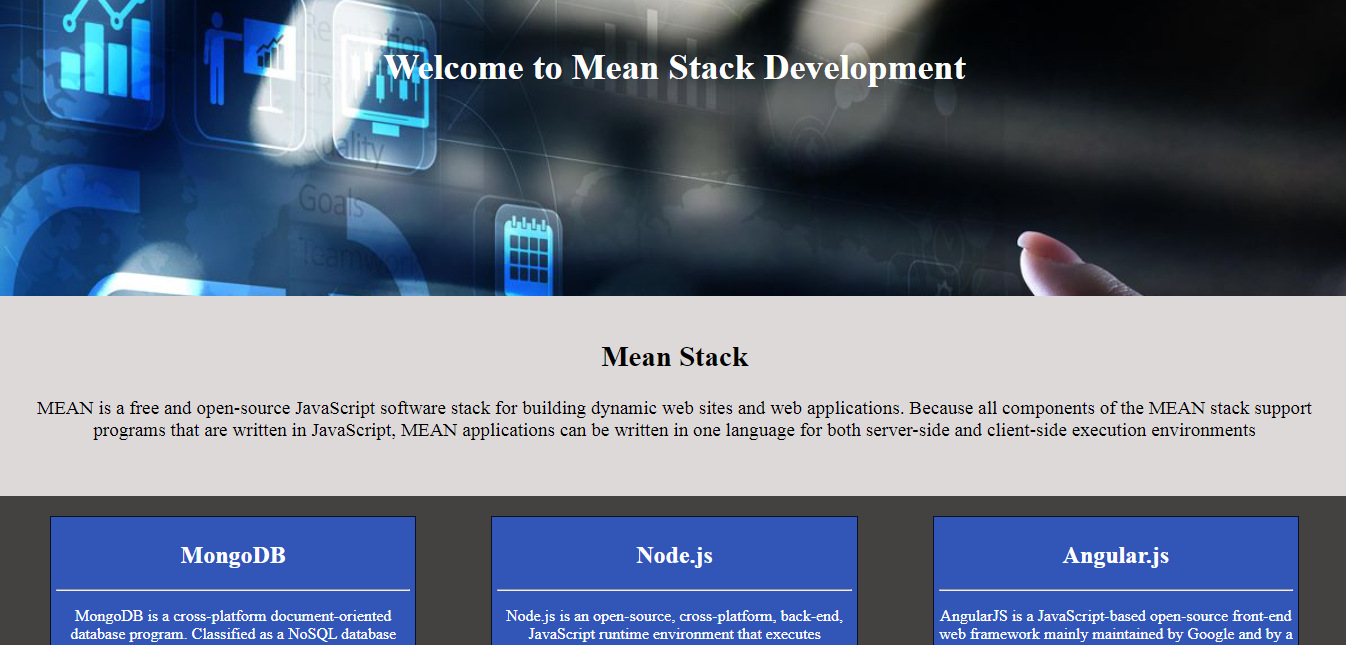 Reputation
Welcome to Mean Stack Development
Quality
Goals
Teamwork
Mean Stack
MEAN is a free and open-source JavaScript software stack for building dynamic web sites and web applications. Because all components of the MEAN stack support
programs that are written in JavaScript, MEAN applications can be written in one language for both server-side and client-side execution environments
MongoDB
MongoDB is a cross-platform document-oriented
database program. Classified as a NoSQL database
Node.js
Node.js is an open-source, cross-platform, back-end,
JavaScript runtime environment that executes
Angular.js
AngularJS is a JavaScript-based open-source front-end
web framework mainly maintained by Google and by a